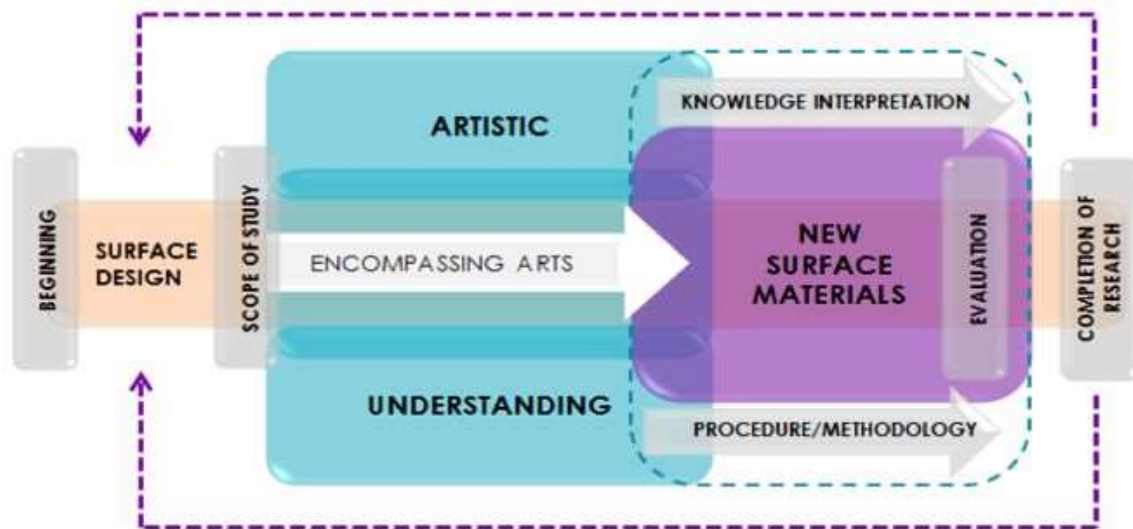 BEGINNING
SURFACE
DESIGN
SCOPE OF STUDY
ARTISTIC
ENCOMPASSING ARTS
UNDERSTANDING
KNOWLEDGE INTERPRETATION
NEW
SURFACE
MATERIALS
EVALUATION
PROCEDURE/METHODOLOGY
COMPLETION OF
RESEARCH